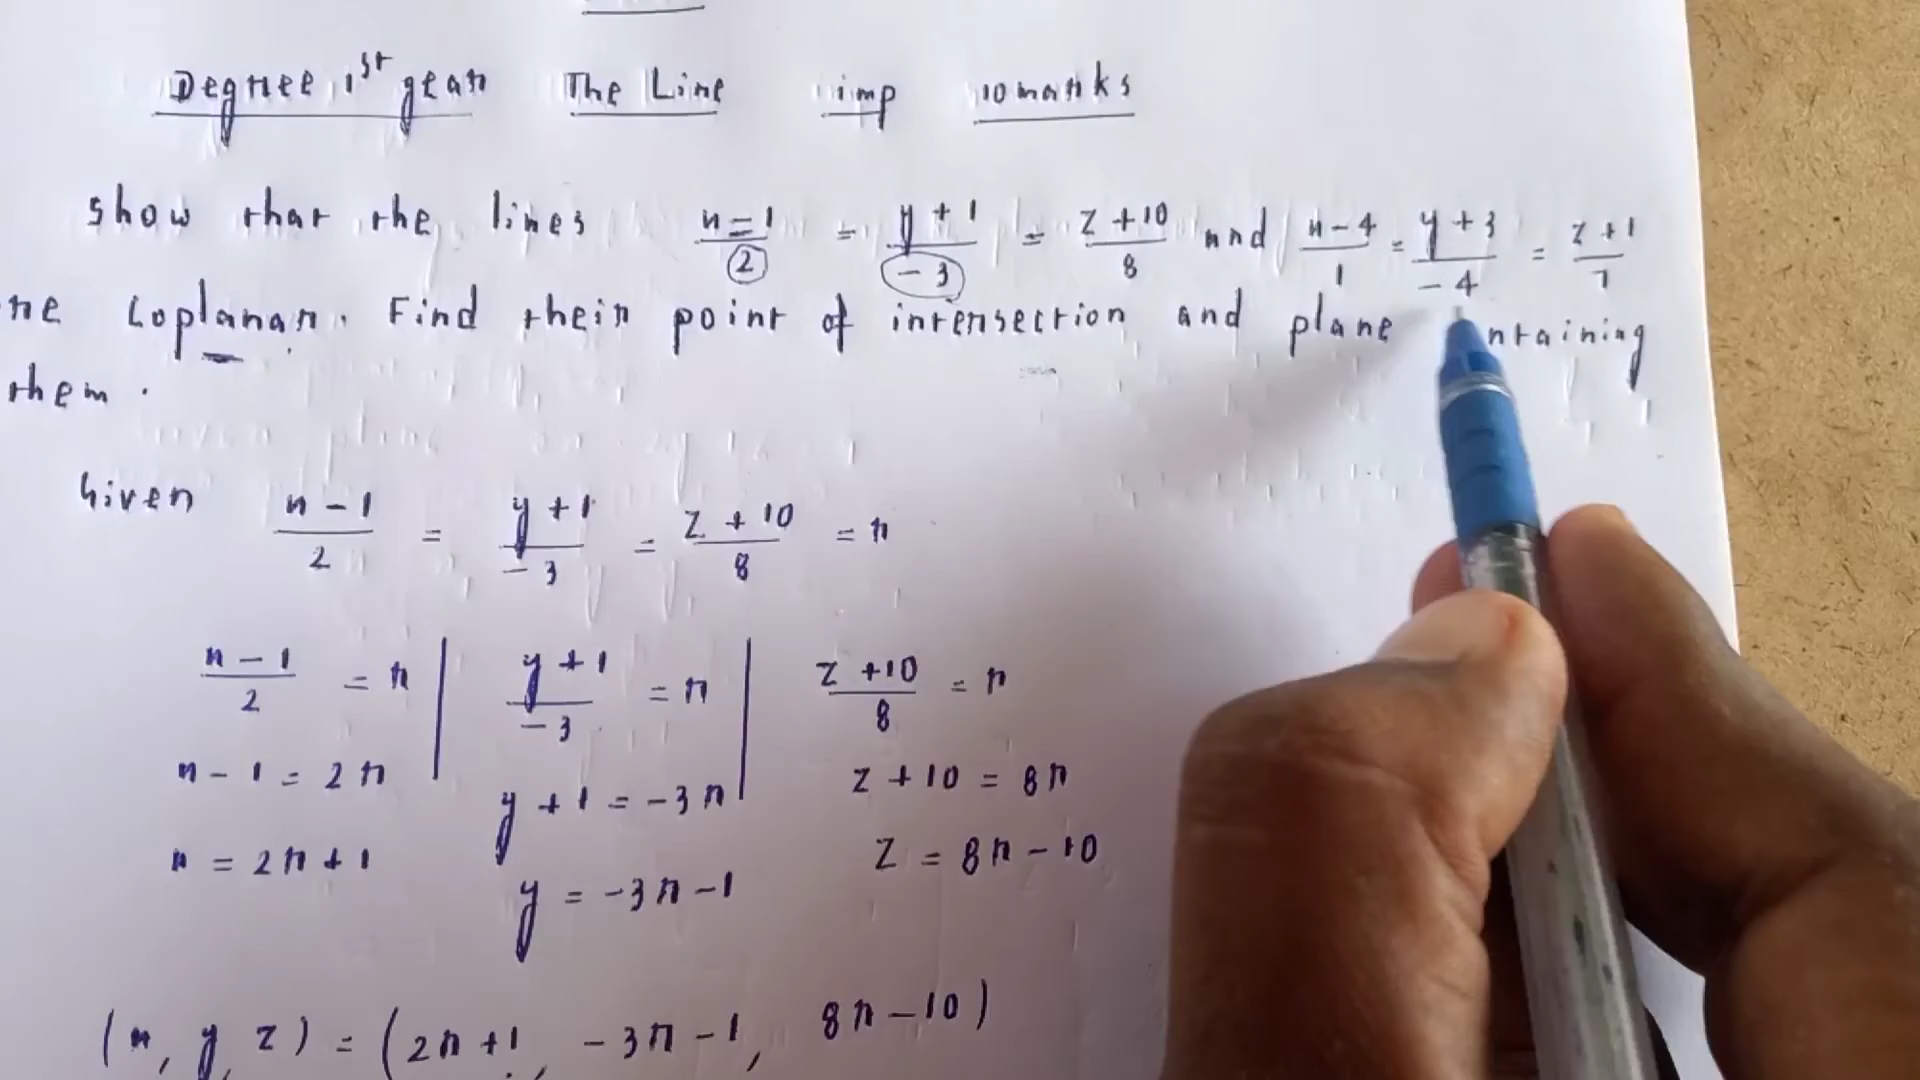 Degree 1st year The Line imp 10 marks
show that the lines x-1/2 = y+1/-3 = z+10/8 and x-4/1 = y+3/-4 = z+1/7
re coplanar. Find their point of intersection and plane ntaining
them.
Given x-1/2 = y+1/-3 = z+10/8 = r
x-1/2 = r | y+1/-3 = r | z+10/8 = r
x-1 = 2r y+1 = -3r z+10 = 8r
x = 2r+1 y = -3r-1 z = 8r-10
(x, y, z) = (2r+1, -3r-1, 8r-10)